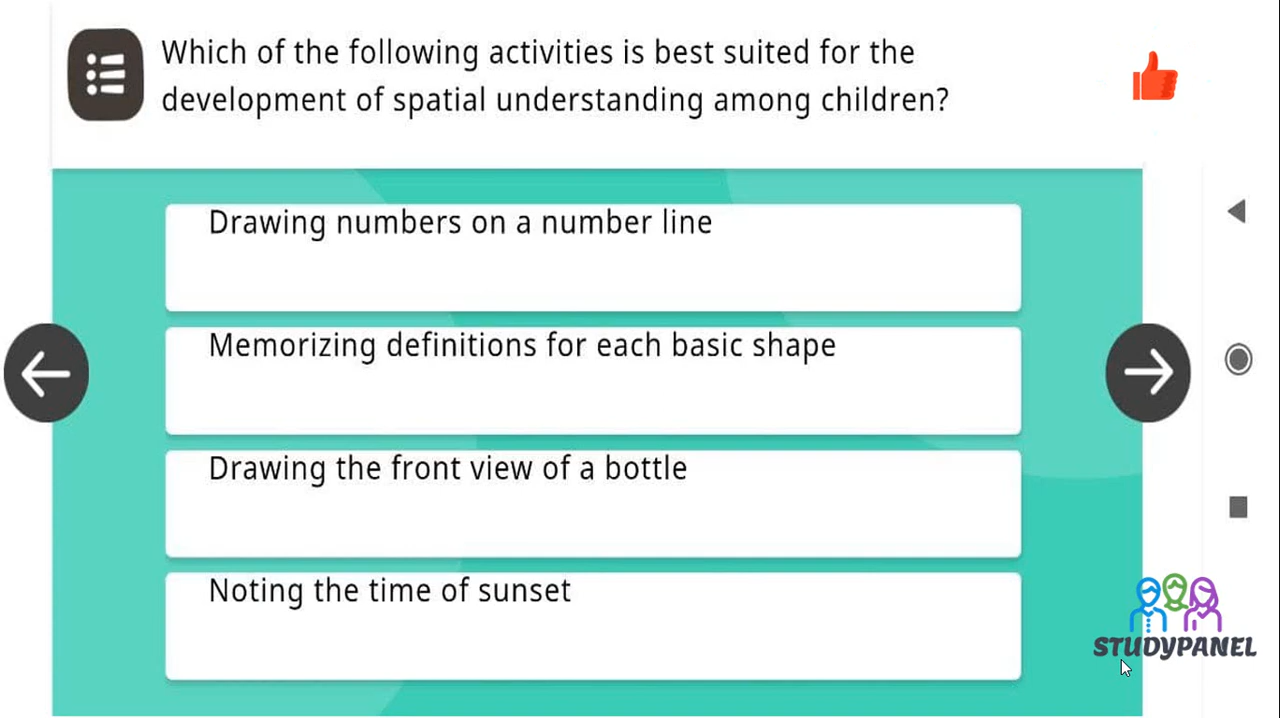 Which of the following activities is best suited for the
development of spatial understanding among children?
Drawing numbers on a number line
Memorizing definitions for each basic shape
Drawing the front view of a bottle
Noting the time of sunset
STUDYPANEL